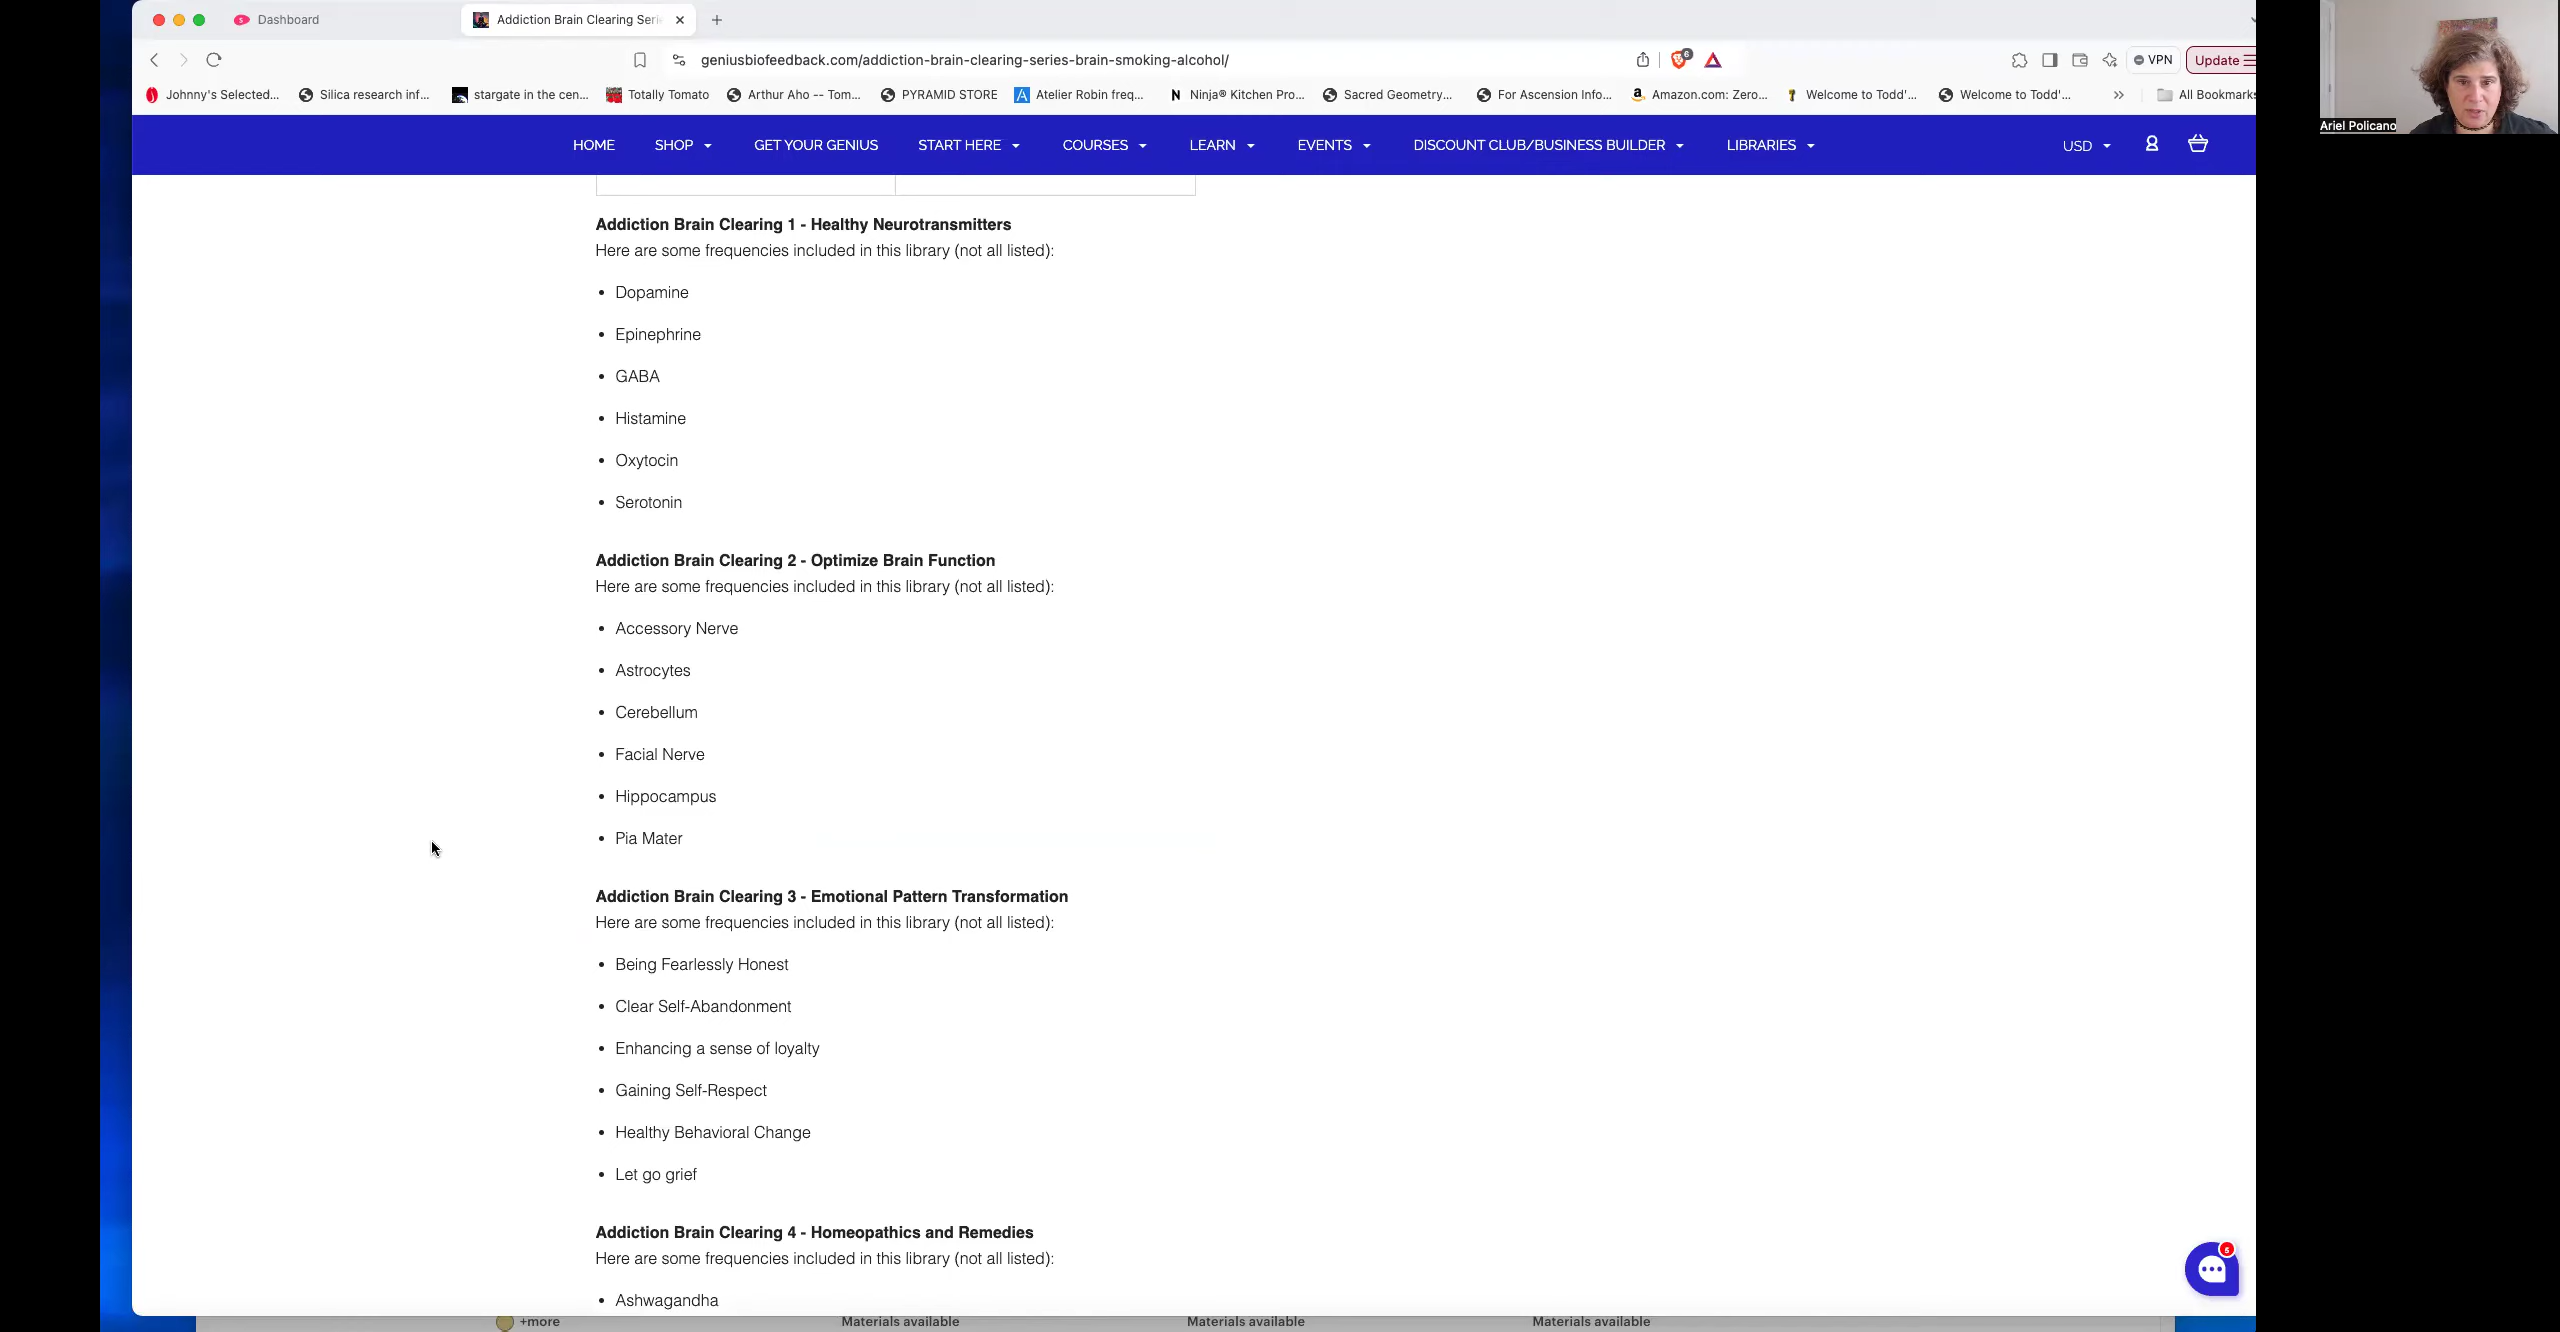 Dashboard
Addiction Brain Clearing Seri
geniusbiofeedback.com/addiction-brain-clearing-series-brain-smoking-alcohol/
6
VPN
Update
Johnny's Selected...
Silica research inf...
stargate in the cen...
Totally Tomato
Arthur Aho -- Tom...
PYRAMID STORE
Atelier Robin freq...
Ninja® Kitchen Pro...
Sacred Geometry...
For Ascension Info...
Amazon.com: Zero...
Welcome to Todd'...
Welcome to Todd'...
All Bookmarks
Ariel Policano
HOME
SHOP
GET YOUR GENIUS
START HERE
COURSES
LEARN
EVENTS
DISCOUNT CLUB/BUSINESS BUILDER
LIBRARIES
USD
Addiction Brain Clearing 1 - Healthy Neurotransmitters
Here are some frequencies included in this library (not all listed):
• Dopamine
• Epinephrine
• GABA
• Histamine
• Oxytocin
• Serotonin
Addiction Brain Clearing 2 - Optimize Brain Function
Here are some frequencies included in this library (not all listed):
• Accessory Nerve
• Astrocytes
• Cerebellum
• Facial Nerve
• Hippocampus
• Pia Mater
Addiction Brain Clearing 3 - Emotional Pattern Transformation
Here are some frequencies included in this library (not all listed):
• Being Fearlessly Honest
• Clear Self-Abandonment
• Enhancing a sense of loyalty
• Gaining Self-Respect
• Healthy Behavioral Change
• Let go grief
Addiction Brain Clearing 4 - Homeopathics and Remedies
Here are some frequencies included in this library (not all listed):
• Ashwagandha
5
+more
Materials available
Materials available
Materials available